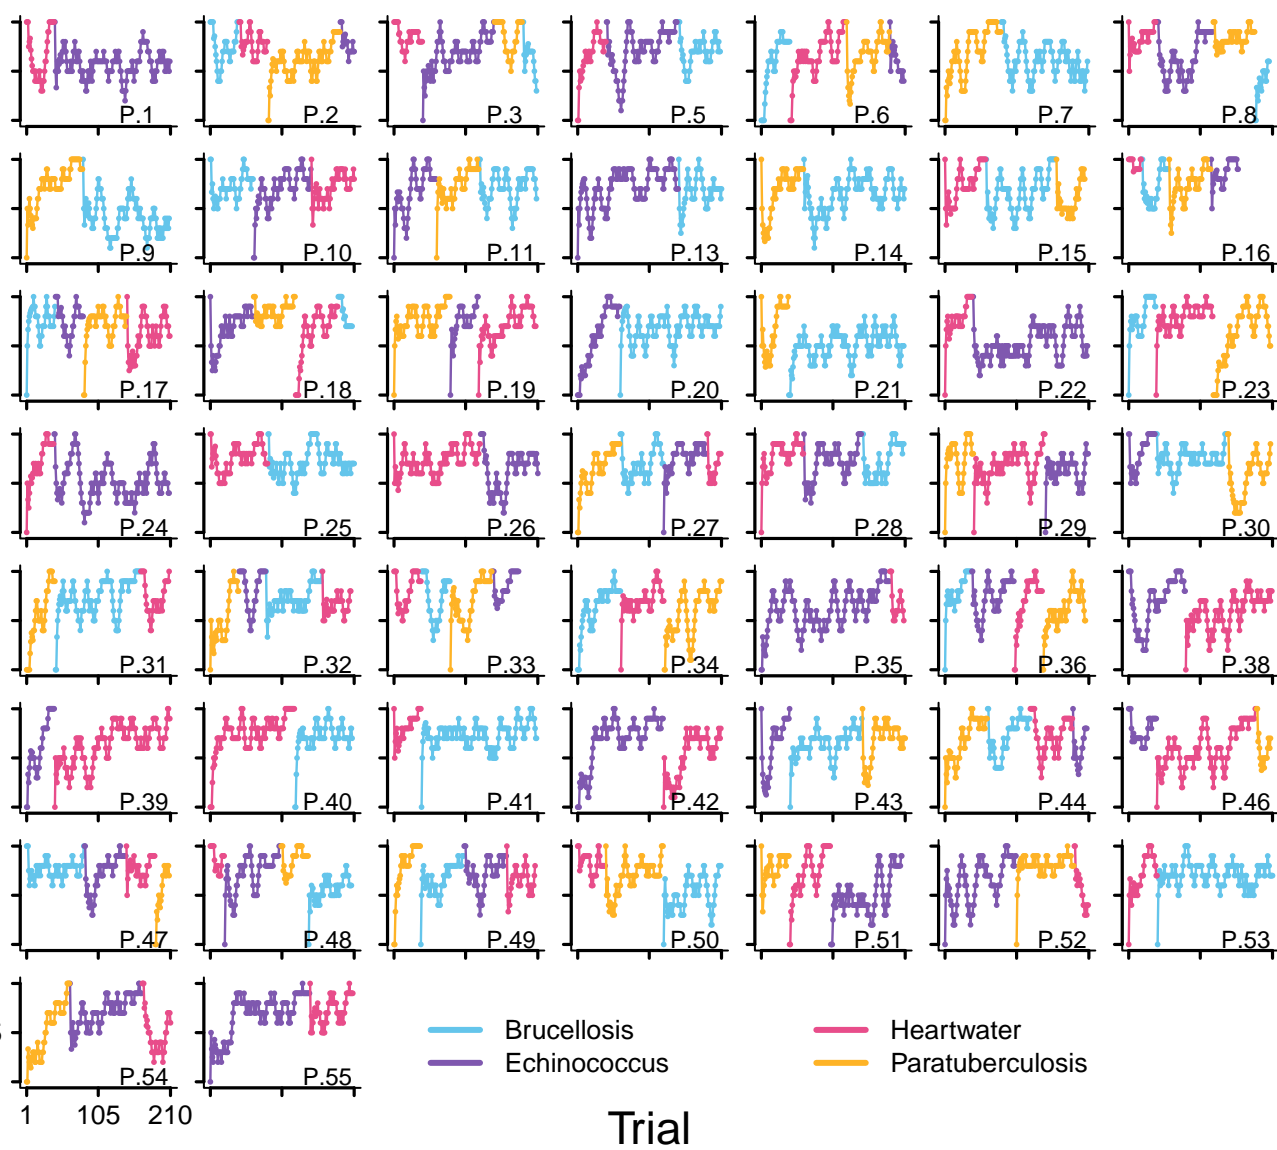 P.1 P.2 P.3 P.5 P.6 P.7 P.8
P.9 P.10 P.11 P.13 P.14 P.15 P.16
P.17 P.18 P.19 P.20 P.21 P.22 P.23
P.24 P.25 P.26 P.27 P.28 P.29 P.30
P.31 P.32 P.33 P.34 P.35 P.36 P.38
P.39 P.40 P.41 P.42 P.43 P.44 P.46
P.47 P.48 P.49 P.50 P.51 P.52 P.53
P.54 P.55
Brucellosis Heartwater
Echinococcus Paratuberculosis
1 105 210
Trial